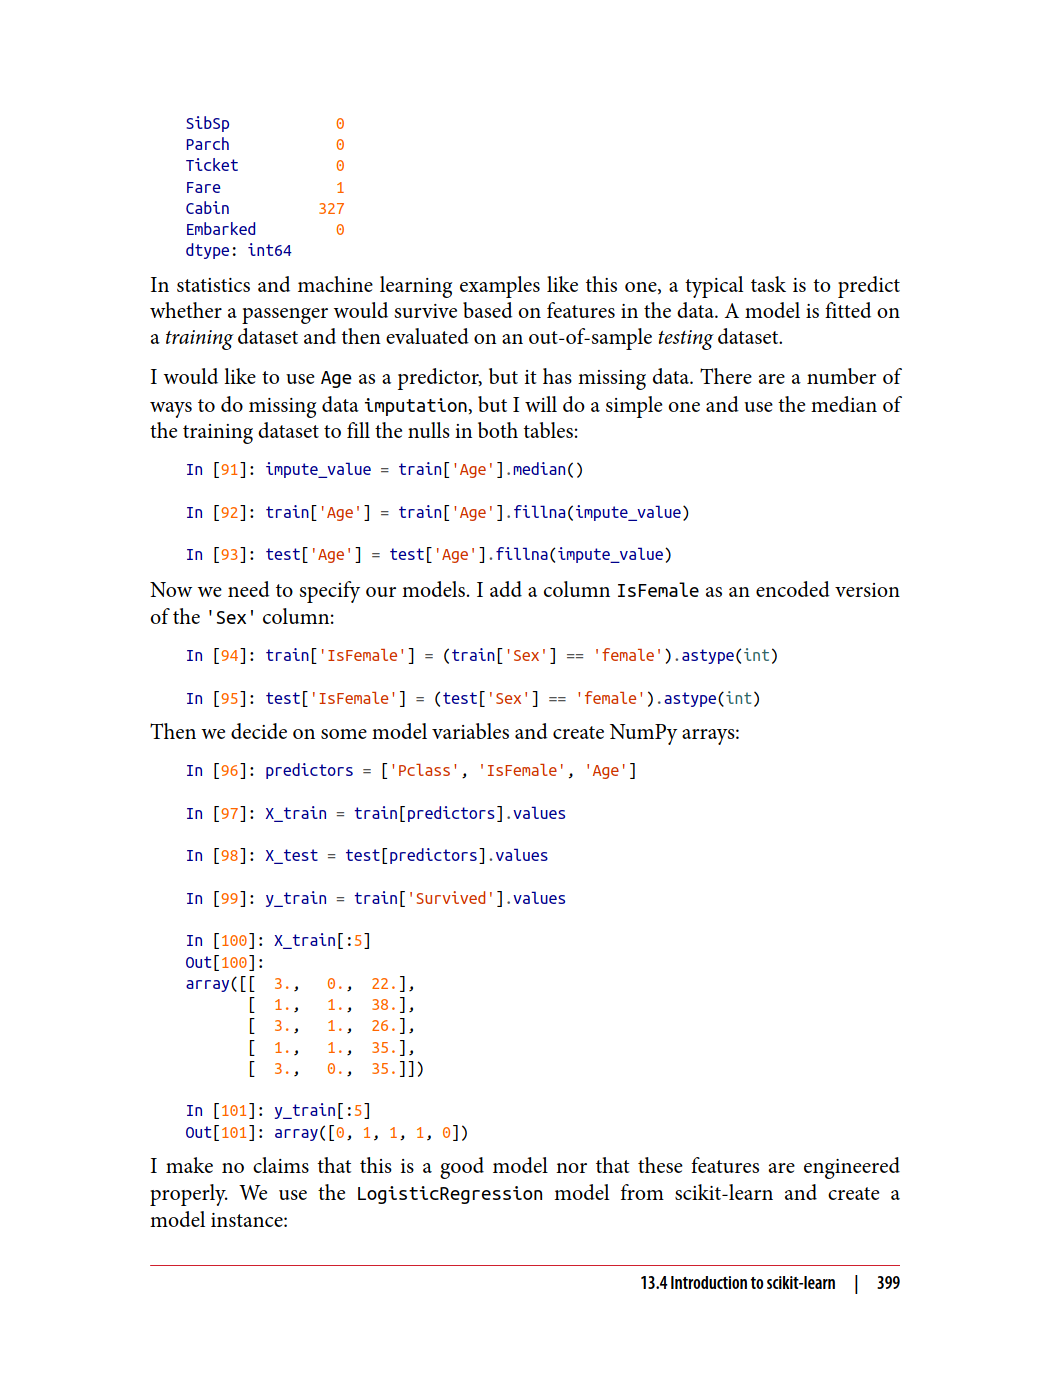 SibSp            0
Parch            0
Ticket           0
Fare             1
Cabin          327
Embarked         0
dtype: int64
In statistics and machine learning examples like this one, a typical task is to predict
whether a passenger would survive based on features in the data. A model is fitted on
a training dataset and then evaluated on an out-of-sample testing dataset.
I would like to use Age as a predictor, but it has missing data. There are a number of
ways to do missing data imputation, but I will do a simple one and use the median of
the training dataset to fill the nulls in both tables:
In [91]: impute_value = train['Age'].median()
In [92]: train['Age'] = train['Age'].fillna(impute_value)
In [93]: test['Age'] = test['Age'].fillna(impute_value)
Now we need to specify our models. I add a column IsFemale as an encoded version
of the 'Sex' column:
In [94]: train['IsFemale'] = (train['Sex'] == 'female').astype(int)
In [95]: test['IsFemale'] = (test['Sex'] == 'female').astype(int)
Then we decide on some model variables and create NumPy arrays:
In [96]: predictors = ['Pclass', 'IsFemale', 'Age']
In [97]: X_train = train[predictors].values
In [98]: X_test = test[predictors].values
In [99]: y_train = train['Survived'].values
In [100]: X_train[:5]
Out[100]:
array([[  3.,   0.,  22.],
       [  1.,   1.,  38.],
       [  3.,   1.,  26.],
       [  1.,   1.,  35.],
       [  3.,   0.,  35.]])
In [101]: y_train[:5]
Out[101]: array([0, 1, 1, 1, 0])
I make no claims that this is a good model nor that these features are engineered
properly. We use the LogisticRegression model from scikit-learn and create a
model instance:
13.4 Introduction to scikit-learn | 399